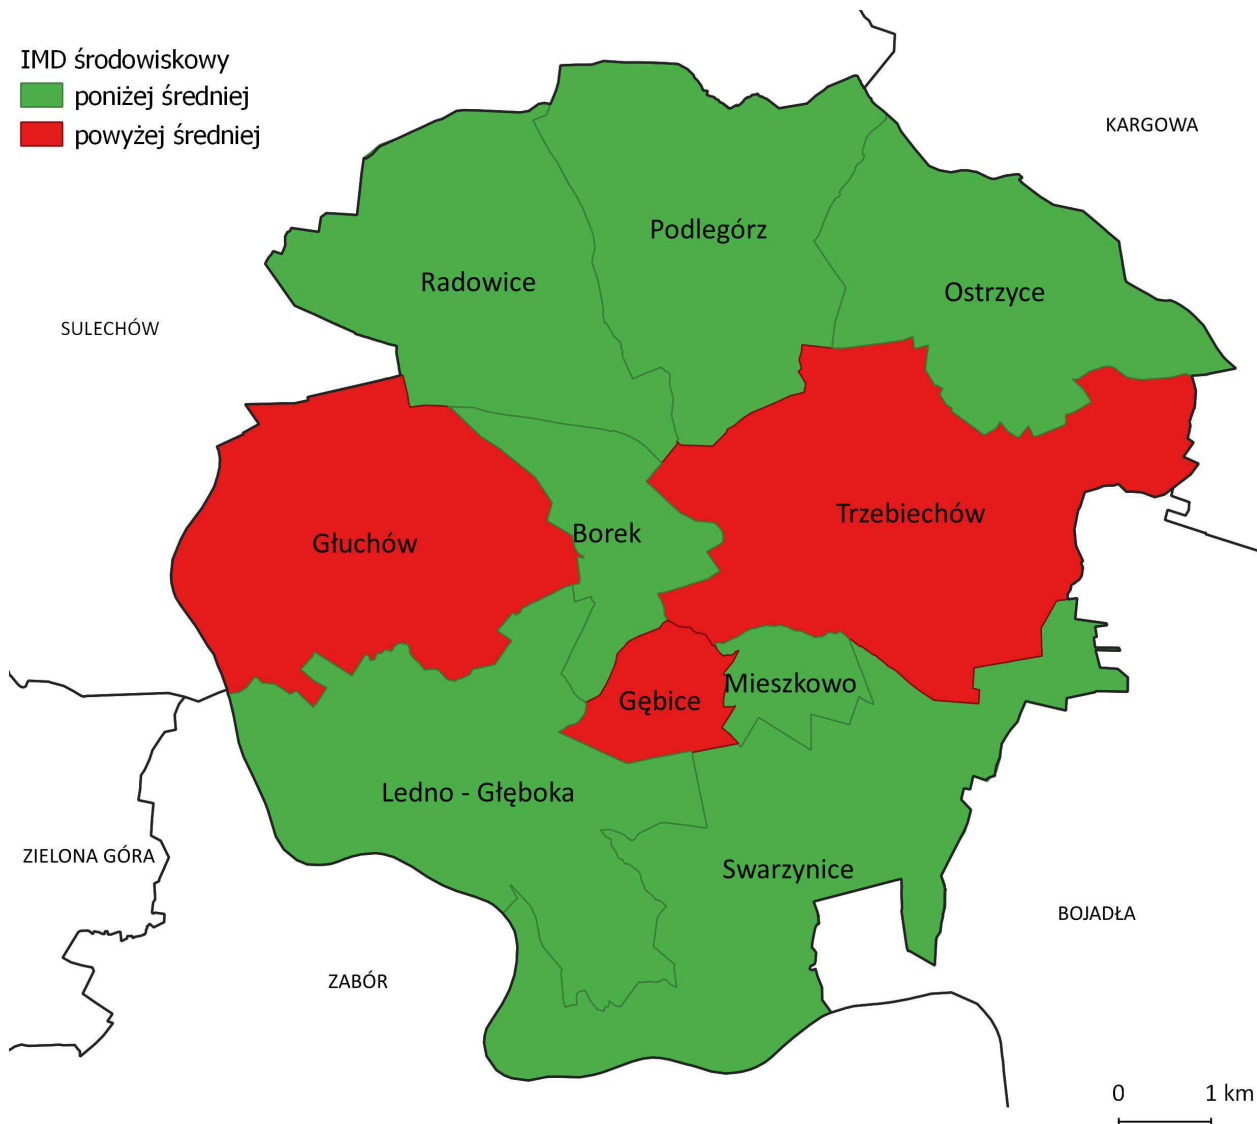 IMD środowiskowy
poniżej średniej
powyżej średniej
KARGOWA
Podlegórz
Radowice
Ostrzyce
SULECHÓW
Trzebiechów
Borek
Głuchów
Mieszkowo
Gębice
Ledno - Głęboka
ZIELONA GÓRA
Swarzynice
BOJADŁA
ZABÓR
0 1 km